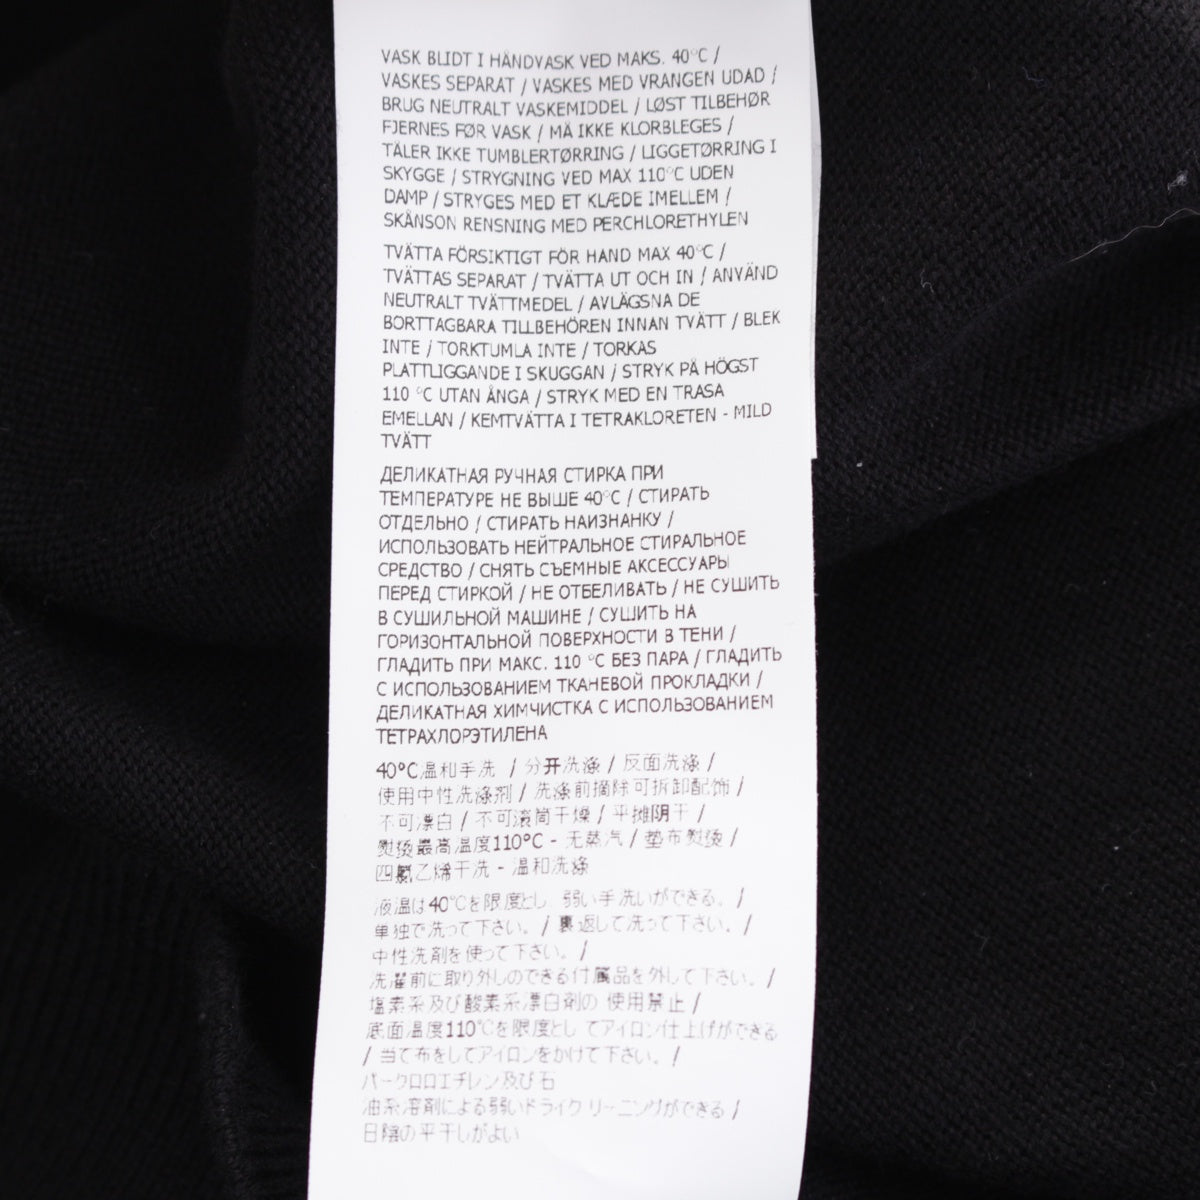 VASK BLIDT I HÅNDVASK VED MAKS. 40°C /
VASKES SEPARAT / VASKES MED VRANGEN UDAD /
BRUG NEUTRALT VASKEMIDDEL / LØST TILBEHØR
FJERNES FØR VASK / MÅ IKKE KLORBLEGES /
TÅLER IKKE TUMBLERTØRRING / LIGGETØRRING I
SKYGGE / STRYGNING VED MAX 110°C UDEN
DAMP / STRYGES MED ET KLÆDE IMELLEM /
SKÅNSON RENSNING MED PERCHLORETHYLEN
TVÄTTA FÖRSIKTIGT FÖR HAND MAX 40°C /
TVÄTTAS SEPARAT / TVÄTTA UT OCH IN / ANVÄND
NEUTRALT TVÄTTMEDEL / AVLÄGSNA DE
BORTTAGBARA TILLBEHÖREN INNAN TVÄTT / BLEK
INTE / TORKTUMLA INTE / TORKAS
PLATTLIGGANDE I SKUGGAN / STRYK PÅ HÖGST
110 °C UTAN ÅNGA / STRYK MED EN TRASA
EMELLAN / KEMTVÄTTA I TETRAKLORETEN - MILD
TVÄTT
ДЕЛИКАТНАЯ РУЧНАЯ СТИРКА ПРИ
ТЕМПЕРАТУРЕ НЕ ВЫШЕ 40°C / СТИРАТЬ
ОТДЕЛЬНО / СТИРАТЬ НАИЗНАНКУ /
ИСПОЛЬЗОВАТЬ НЕЙТРАЛЬНОЕ СТИРАЛЬНОЕ
СРЕДСТВО / СНЯТЬ СЪЕМНЫЕ АКСЕССУАРЫ
ПЕРЕД СТИРКОЙ / НЕ ОТБЕЛИВАТЬ / НЕ СУШИТЬ
В СУШИЛЬНОЙ МАШИНЕ / СУШИТЬ НА
ГОРИЗОНТАЛЬНОЙ ПОВЕРХНОСТИ В ТЕНИ /
ГЛАДИТЬ ПРИ МАКС. 110 °C БЕЗ ПАРА / ГЛАДИТЬ
С ИСПОЛЬЗОВАНИЕМ ТКАНЕВОЙ ПРОКЛАДКИ /
ДЕЛИКАТНАЯ ХИМЧИСТКА С ИСПОЛЬЗОВАНИЕМ
ТЕТРАХЛОРЭТИЛЕНА
40°C温和手洗 / 分开洗涤 / 反面洗涤 /
使用中性洗涤剂 / 洗涤前摘除可拆卸配饰 /
不可漂白 / 不可滚筒干燥 / 平摊阴干 /
熨烫最高温度110°C - 无蒸汽 / 垫布熨烫 /
四氯乙烯干洗 - 温和洗涤
液温は40℃を限度とし 弱い手洗いができる。/
単独で洗って下さい。/ 裏返して洗って下さい。/
中性洗剤を使って下さい。/
洗濯前に取り外しのできる付属品を外して下さい。/
塩素系及び酸素系漂白剤の 使用禁止 /
底面温度110℃を限度とし てアイロン仕上げができる
/ 当て布をしてアイロンをかけて下さい。/
パークロロエチレン及び石
油系溶剤による弱いドライクリーニングができる /
日陰の平干しがよい